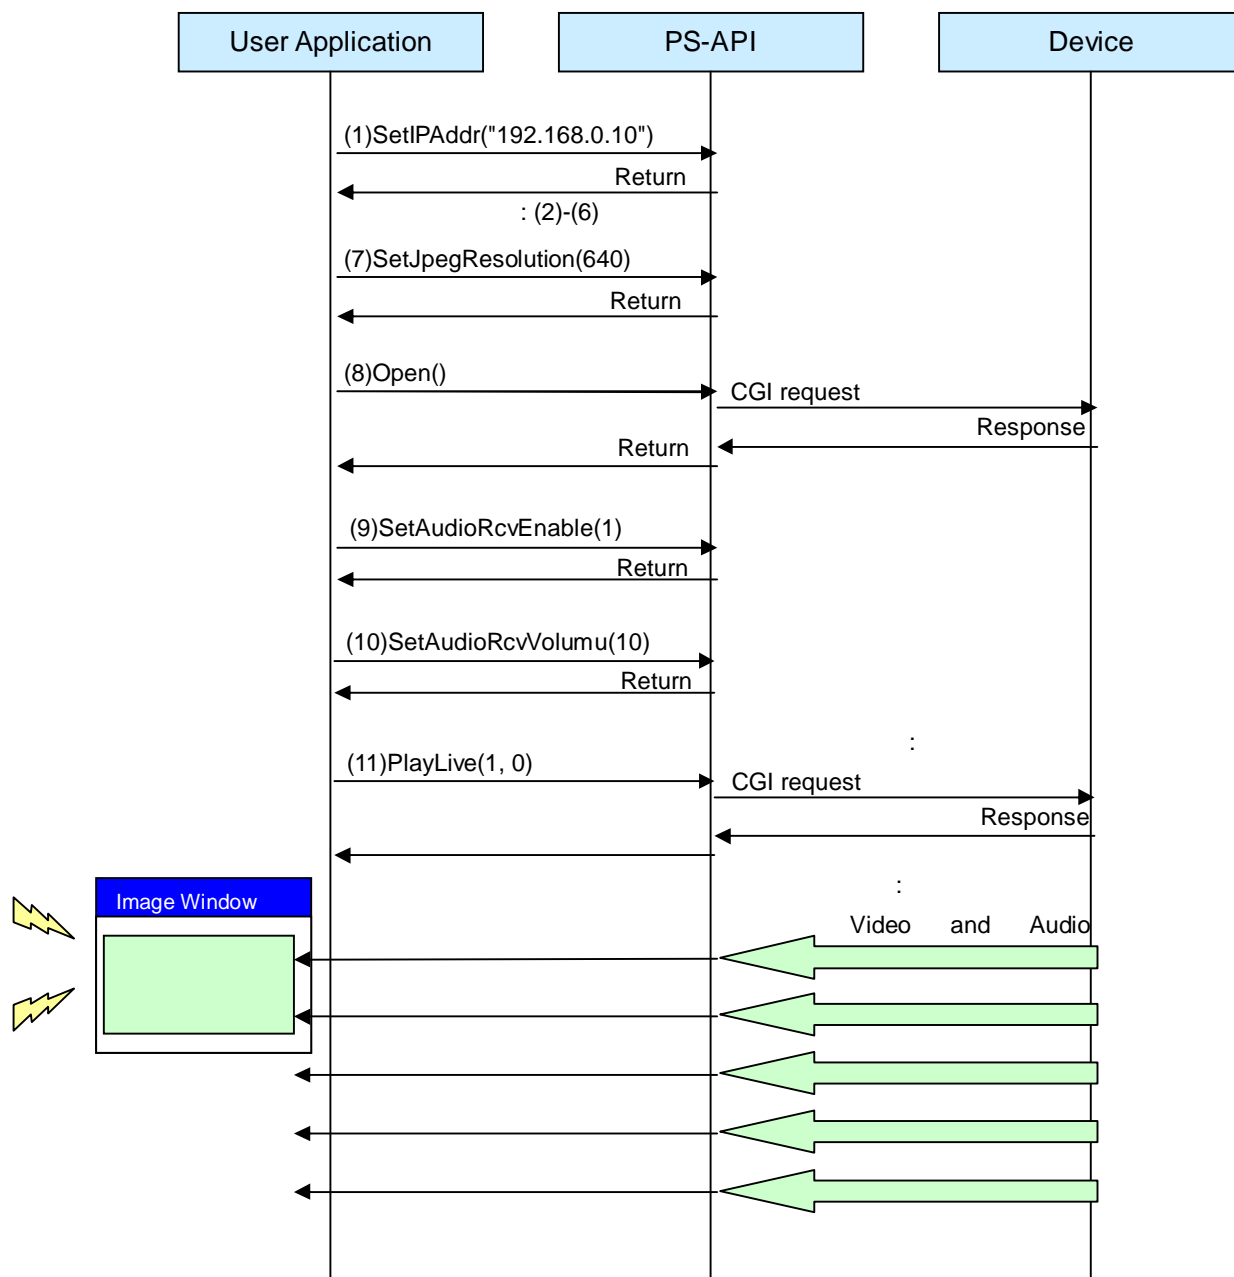 User Application
PS-API
Device
(1)SetIPAddr("192.168.0.10")
Return
: (2)-(6)
(7)SetJpegResolution(640)
Return
(8)Open()
CGI request
Response
Return
(9)SetAudioRcvEnable(1)
Return
(10)SetAudioRcvVolumu(10)
Return
:
(11)PlayLive(1, 0)
CGI request
Response
:
Image Window
Video and Audio